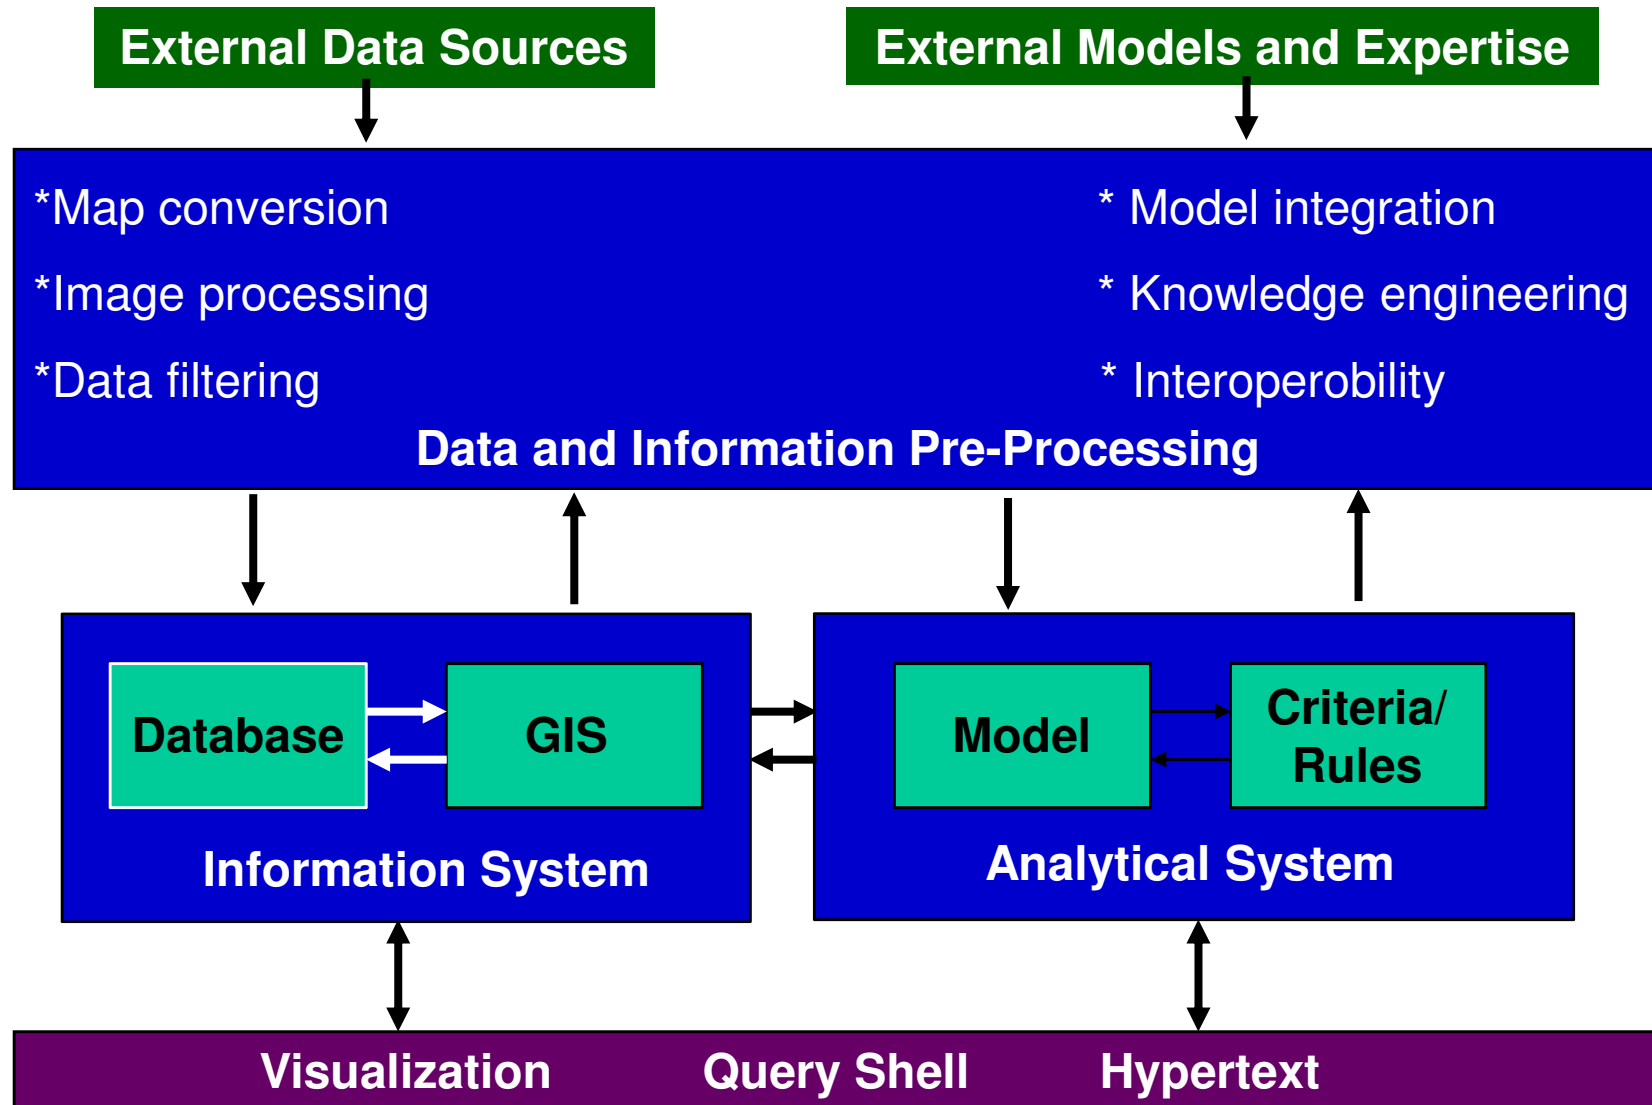 External Data Sources
External Models and Expertise
*Map conversion
*Image processing
*Data filtering
* Model integration
* Knowledge engineering
* Interoperobility
Data and Information Pre-Processing
Database
GIS
Information System
Model
Criteria/
Rules
Analytical System
Visualization
Query Shell
Hypertext